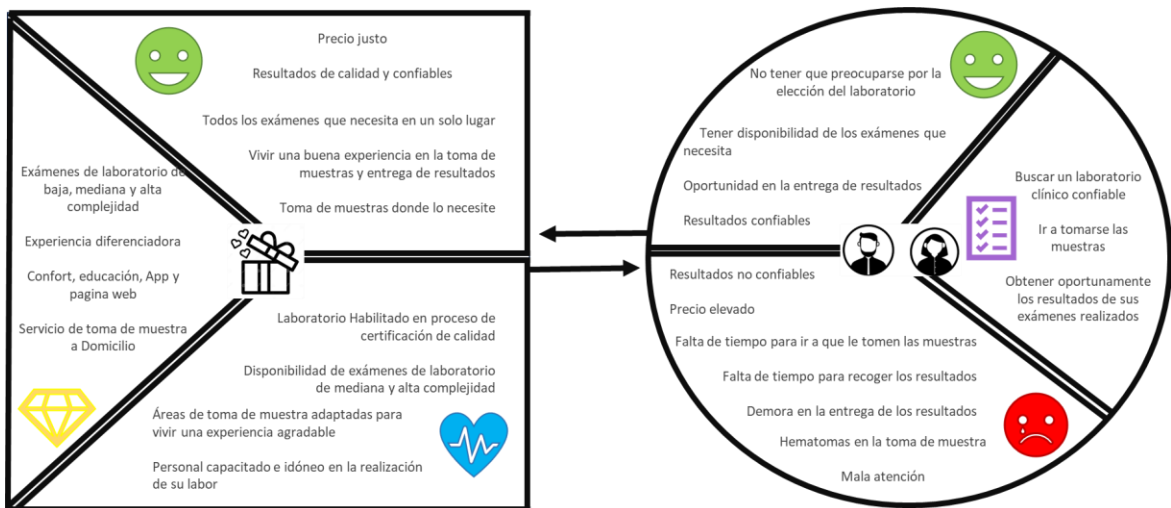 Precio justo
Resultados de calidad y confiables
Todos los exámenes que necesita en un solo lugar
Vivir una buena experiencia en la toma de
muestras y entrega de resultados
Toma de muestras donde lo necesite
Exámenes de laboratorio de
baja, mediana y alta
complejidad
Experiencia diferenciadora
Confort, educación, App y
pagina web
Servicio de toma de muestra
a Domicilio
Laboratorio Habilitado en proceso de
certificación de calidad
Disponibilidad de exámenes de laboratorio
de mediana y alta complejidad
Áreas de toma de muestra adaptadas para
vivir una experiencia agradable
Personal capacitado e idóneo en la realización
de su labor
No tener que preocuparse por la
elección del laboratorio
Tener disponibilidad de los exámenes que
necesita
Oportunidad en la entrega de resultados
Resultados confiables
Buscar un laboratorio
clínico confiable
Ir a tomarse las
muestras
Obtener oportunamente
los resultados de sus
exámenes realizados
Resultados no confiables
Precio elevado
Falta de tiempo para ir a que le tomen las muestras
Falta de tiempo para recoger los resultados
Demora en la entrega de los resultados
Hematomas en la toma de muestra
Mala atención